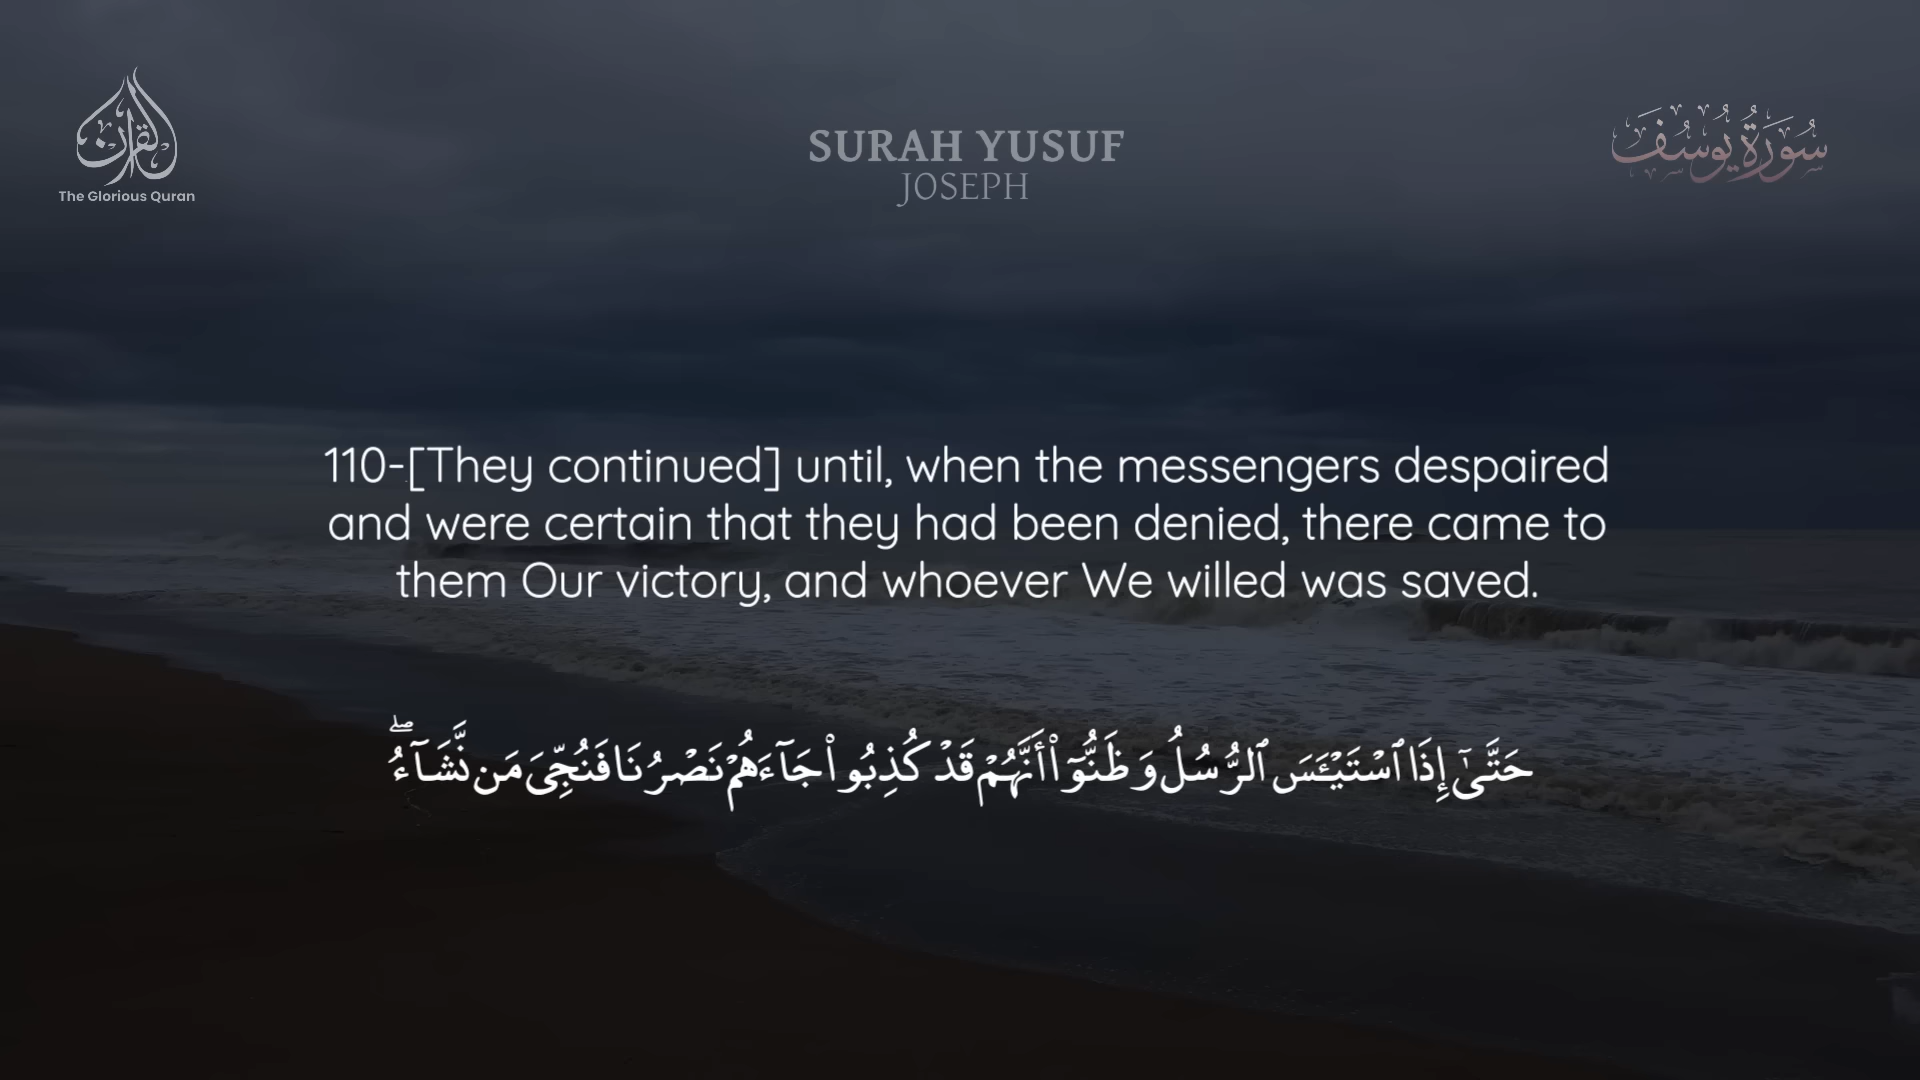 القرآن
The Glorious Quran
SURAH YUSUF
JOSEPH
سُورَةُ يُوسُفَ
110-[They continued] until, when the messengers despaired
and were certain that they had been denied, there came to
them Our victory, and whoever We willed was saved.
حَتَّىٰٓ إِذَا ٱسْتَيْـَٔسَ ٱلرُّسُلُ وَظَنُّوٓا۟ أَنَّهُمْ قَدْ كُذِبُوا۟ جَآءَهُمْ نَصْرُنَا فَنُجِّىَ مَن نَّشَآءُ ۖ